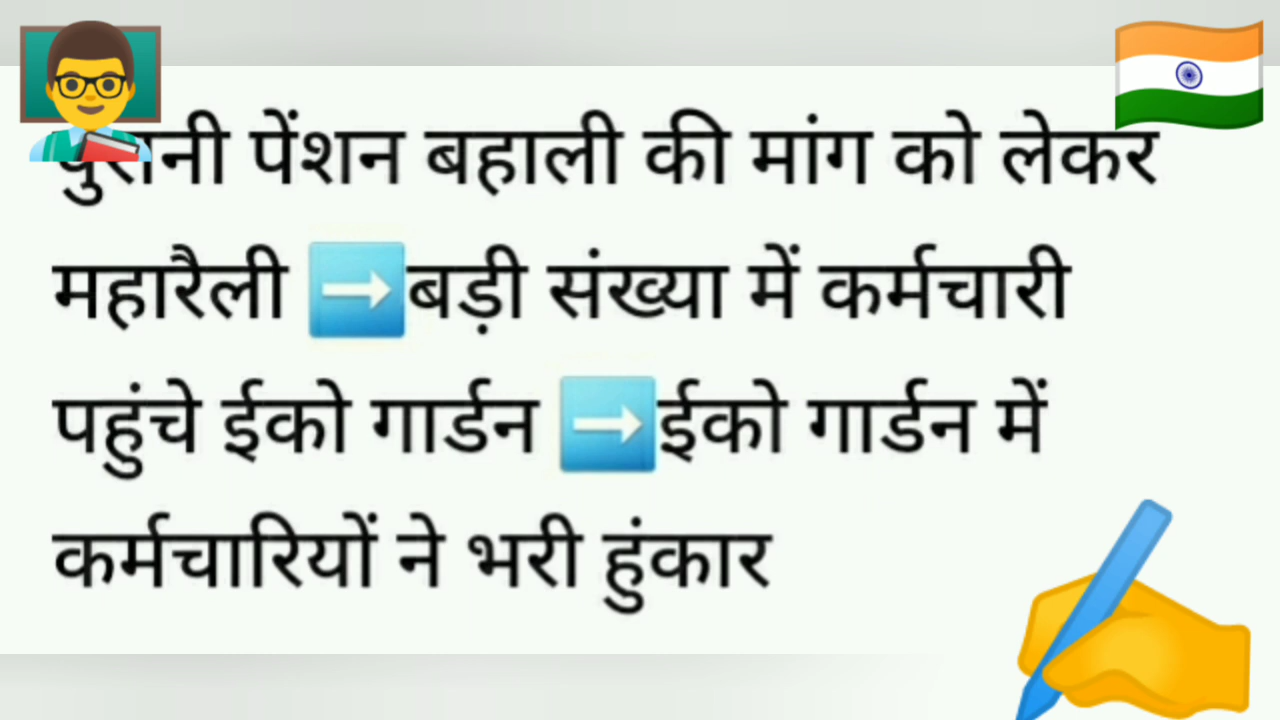 पुरानी पेंशन बहाली की मांग को लेकर
महारैली ➡️बड़ी संख्या में कर्मचारी
पहुंचे ईको गार्डन ➡️ईको गार्डन में
कर्मचारियों ने भरी हुंकार